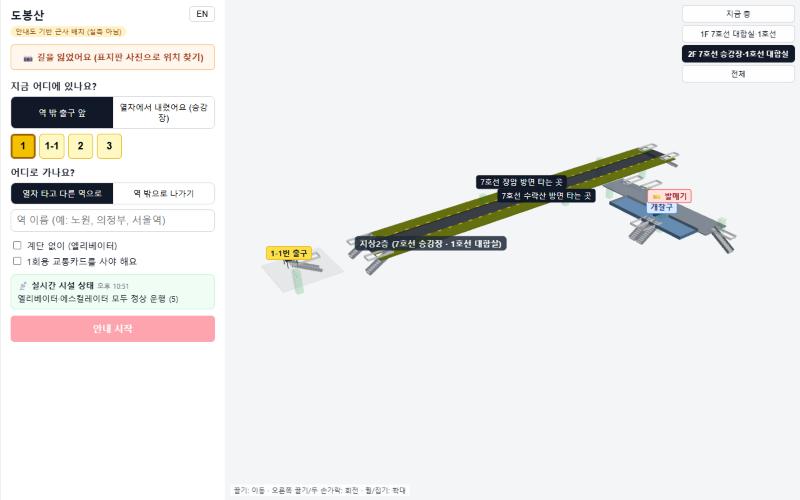 도봉산
EN
안내도 기반 근사 배치 (실측 아님)
길을 잃었어요 (표지판 사진으로 위치 찾기)
지금 어디에 있나요?
역 밖 출구 앞
열차에서 내렸어요 (승강
장)
1
1-1
2
3
어디로 가나요?
열차 타고 다른 역으로
역 밖으로 나가기
역 이름 (예: 노원, 의정부, 서울역)
계단 없이 (엘리베이터)
1회용 교통카드를 사야 해요
실시간 시설 상태 오후 10:51
엘리베이터·에스컬레이터 모두 정상 운행 (5)
안내 시작
지금 층
1F 7호선 대합실·1호선
2F 7호선 승강장·1호선 대합실
전체
7호선 장암 방면 타는 곳
7호선 수락산 방면 타는 곳
발매기
개찰구
지상2층 (7호선 승강장 · 1호선 대합실)
1-1번 출구
끌기: 이동 · 오른쪽 끌기/두 손가락: 회전 · 휠/집기: 확대